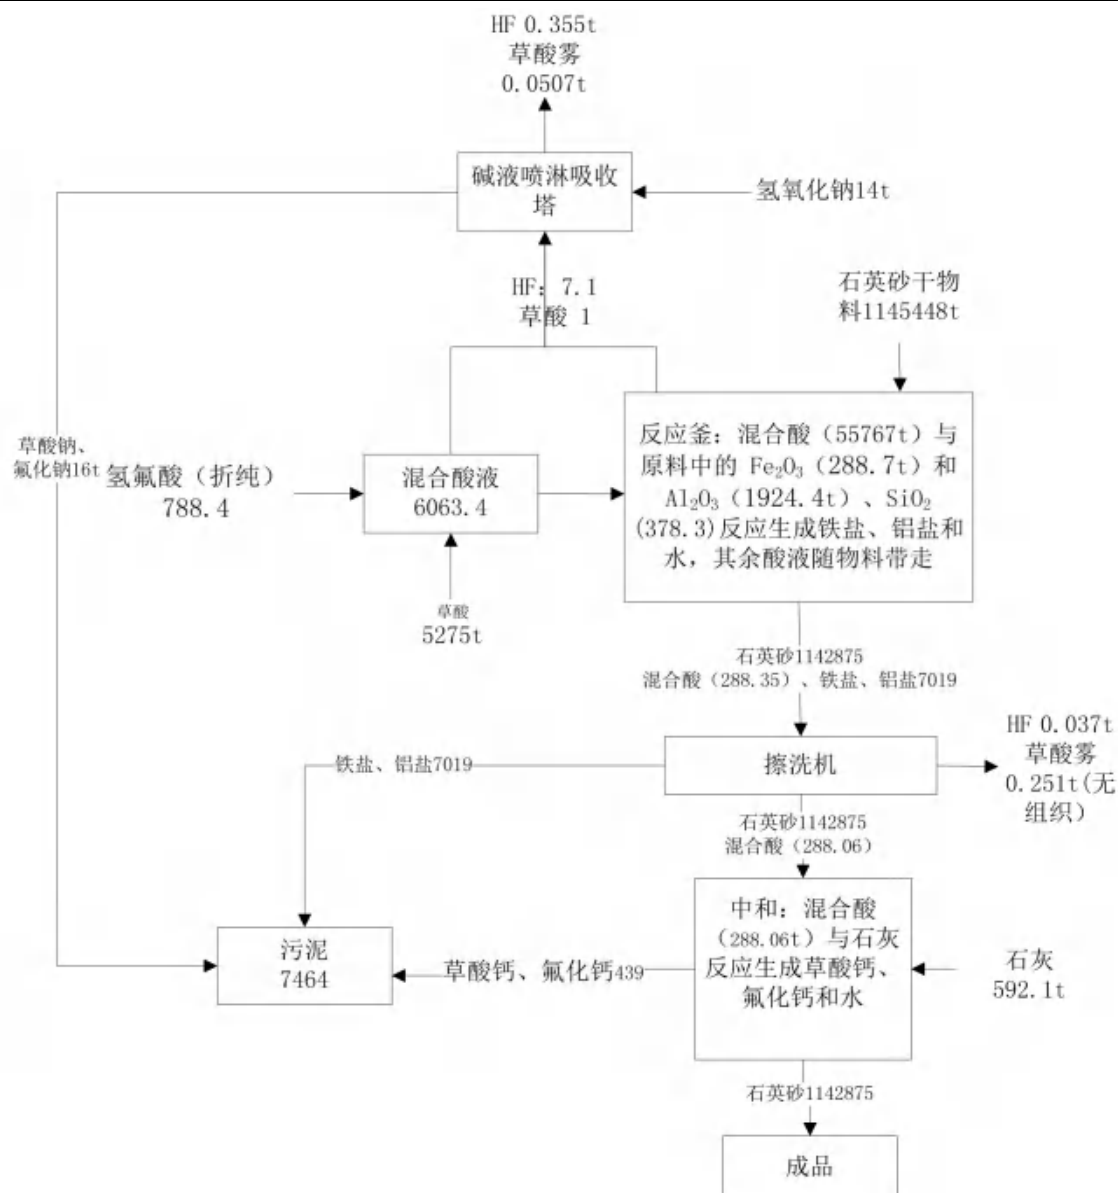 HF 0.355t
草酸雾
0.0507t
碱液喷淋吸收
塔
氢氧化钠14t
HF: 7.1
草酸 1
石英砂干物
料1145448t
草酸钠、
氟化钠16t
氢氟酸（折纯）
788.4
混合酸液
6063.4
反应釜：混合酸（55767t）与
原料中的 Fe₂O₃（288.7t）和
Al₂O₃（1924.4t）、SiO₂
(378.3)反应生成铁盐、铝盐和
水，其余酸液随物料带走
草酸
5275t
石英砂1142875
混合酸（288.35）、铁盐、铝盐7019
铁盐、铝盐7019
擦洗机
HF 0.037t
草酸雾
0.251t(无
组织）
石英砂1142875
混合酸（288.06）
中和：混合酸
（288.06t）与石灰
反应生成草酸钙、
氟化钙和水
污泥
7464
草酸钙、氟化钙439
石灰
592.1t
石英砂1142875
成品